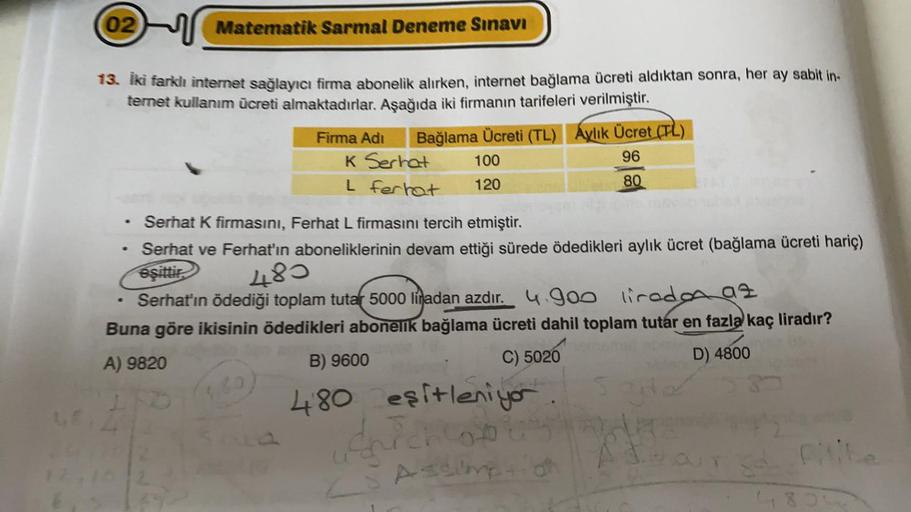 02 Matematik Sarmal Deneme Sınavı
13. İki farklı internet sağlayıcı firma abonelik alırken, internet bağlama ücreti aldıktan sonra, her ay sabit in-
ternet kullanım ücreti almaktadırlar. Aşağıda iki firmanın tarifeleri verilmiştir.
Firma Adı Bağlama Ücreti (TL) Aylık Ücret (TL)
K Serhat 100 96
L ferhat 120 80
• Serhat K firmasını, Ferhat L firmasını tercih etmiştir.
• Serhat ve Ferhat'ın aboneliklerinin devam ettiği sürede ödedikleri aylık ücret (bağlama ücreti hariç)
eşittir. 480
• Serhat'ın ödediği toplam tutar 5000 liradan azdır. 4.900 liradan az
Buna göre ikisinin ödedikleri abonelik bağlama ücreti dahil toplam tutar en fazla kaç liradır?
A) 9820 B) 9600 C) 5020 D) 4800
480 eşitleniyor.